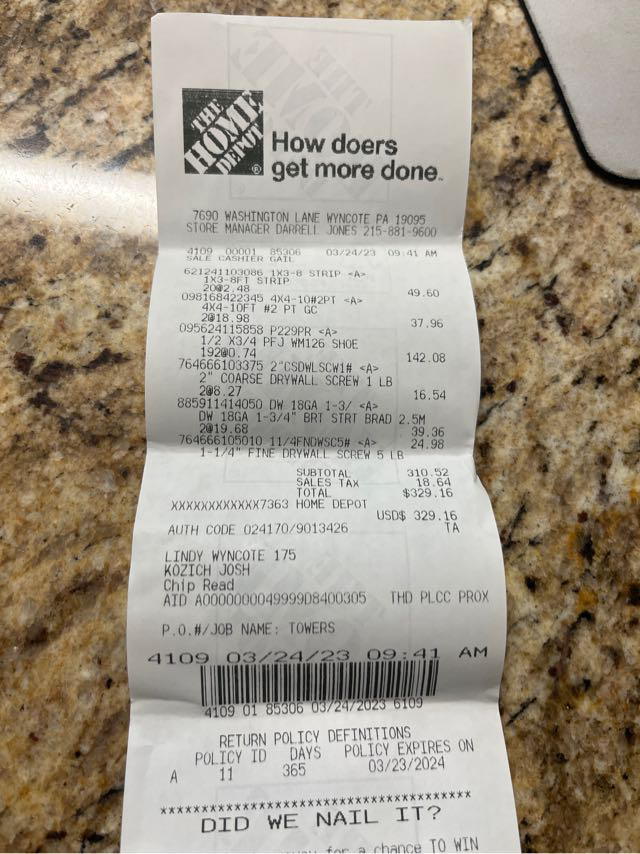 THE
HOME
DEPOT
How doers
get more done.
7690 WASHINGTON LANE WYNCOTE PA 19095
STORE MANAGER DARRELL JONES 215-881-9600
4109 00001 85306 03/24/23 09:41 AM
SALE CASHIER GAIL
621241103086 1X3-8 STRIP <A>
1X3-8FT STRIP
20@2.48 49.60
098168422345 4X4-10#2PT <A>
4X4-10FT #2 PT GC
2@18.98 37.96
095624115858 P229PR <A>
1/2 X3/4 PFJ WM126 SHOE
192@0.74 142.08
764666103375 2"CSDWLSCW1# <A>
2" COARSE DRYWALL SCREW 1 LB
2@8.27 16.54
885911414050 DW 18GA 1-3/ <A>
DW 18GA 1-3/4" BRT STRT BRAD 2.5M
2@19.68 39.36
764666105010 11/4FNDWSC5# <A> 24.98
1-1/4" FINE DRYWALL SCREW 5 LB
SUBTOTAL 310.52
SALES TAX 18.64
TOTAL $329.16
XXXXXXXXXXXX7363 HOME DEPOT
USD$ 329.16
AUTH CODE 024170/9013426 TA
LINDY WYNCOTE 175
KOZICH JOSH
Chip Read
AID A0000000049999D8400305 THD PLCC PROX
P.O.#/JOB NAME: TOWERS
4109 03/24/23 09:41 AM
4109 01 85306 03/24/2023 6109
RETURN POLICY DEFINITIONS
POLICY ID DAYS POLICY EXPIRES ON
A 11 365 03/23/2024
DID WE NAIL IT?
for a chance TO WIN